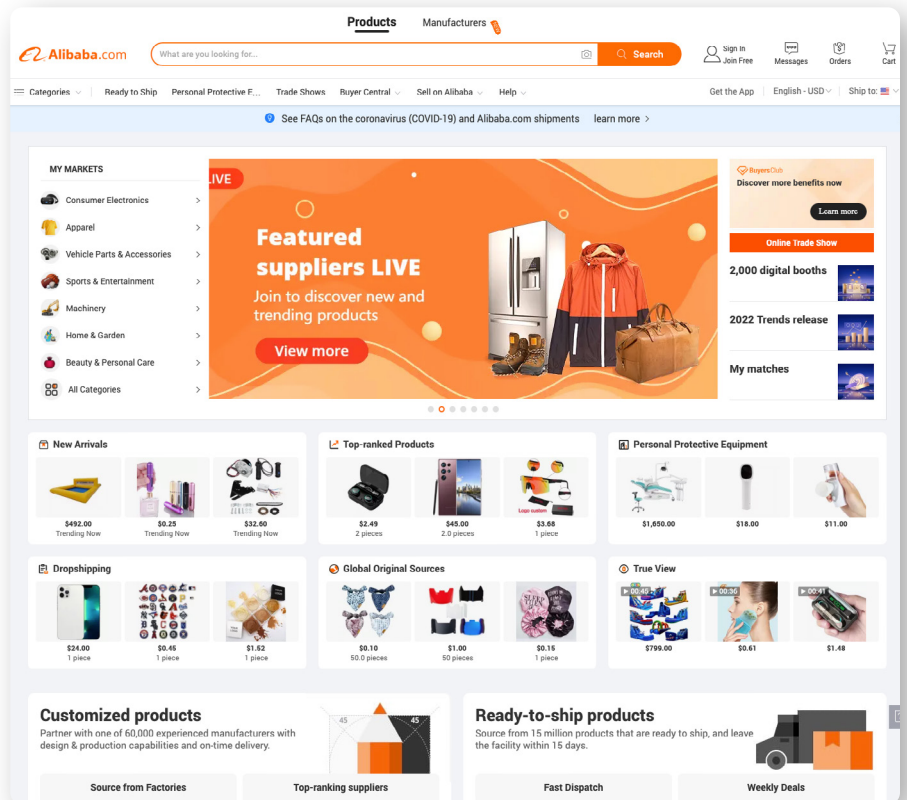 Products
Manufacturers
Alibaba.com
What are you looking for...
Search
Sign In
Join Free
Messages
Orders
Cart
Categories
Ready to Ship
Personal Protective E...
Trade Shows
Buyer Central
Sell on Alibaba
Help
Get the App
English - USD
Ship to:
See FAQs on the coronavirus (COVID-19) and Alibaba.com shipments
learn more >
MY MARKETS
Consumer Electronics
Apparel
Vehicle Parts & Accessories
Sports & Entertainment
Machinery
Home & Garden
Beauty & Personal Care
All Categories
LIVE
Featured
suppliers LIVE
Join to discover new and
trending products
View more
BuyersClub
Discover more benefits now
Learn more
Online Trade Show
2,000 digital booths
2022 Trends release
My matches
New Arrivals
$492.00
Trending Now
$0.25
Trending Now
$32.60
Trending Now
Top-ranked Products
$2.49
2 pieces
$45.00
2.0 pieces
Logo custom
$3.68
1 piece
Personal Protective Equipment
$1,650.00
$18.00
$11.00
Dropshipping
$24.00
1 piece
$0.45
1 piece
$1.52
1 piece
Global Original Sources
$0.10
50.0 pieces
$1.00
50 pieces
$0.15
1 piece
True View
00:45
$799.00
00:36
$0.61
00:41
$1.48
Customized products
Partner with one of 60,000 experienced manufacturers with
design & production capabilities and on-time delivery.
45
45
Source from Factories
Top-ranking suppliers
Ready-to-ship products
Source from 15 million products that are ready to ship, and leave
the facility within 15 days.
Fast Dispatch
Weekly Deals